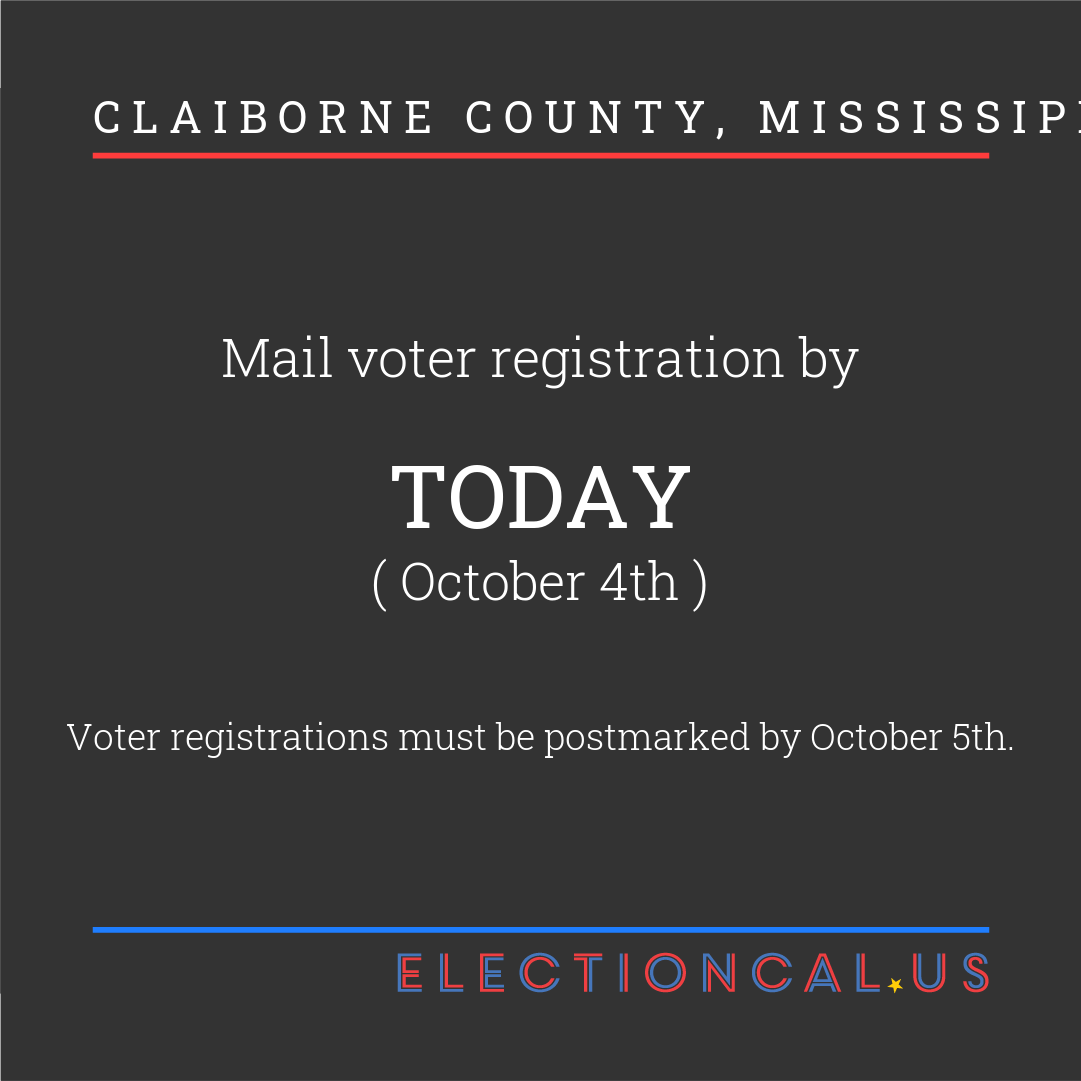 CLAIBORNE COUNTY, MISSISSIP
Mail voter registration by
TODAY
( October 4th )
Voter registrations must be postmarked by October 5th.
ELECTIONCAL.US